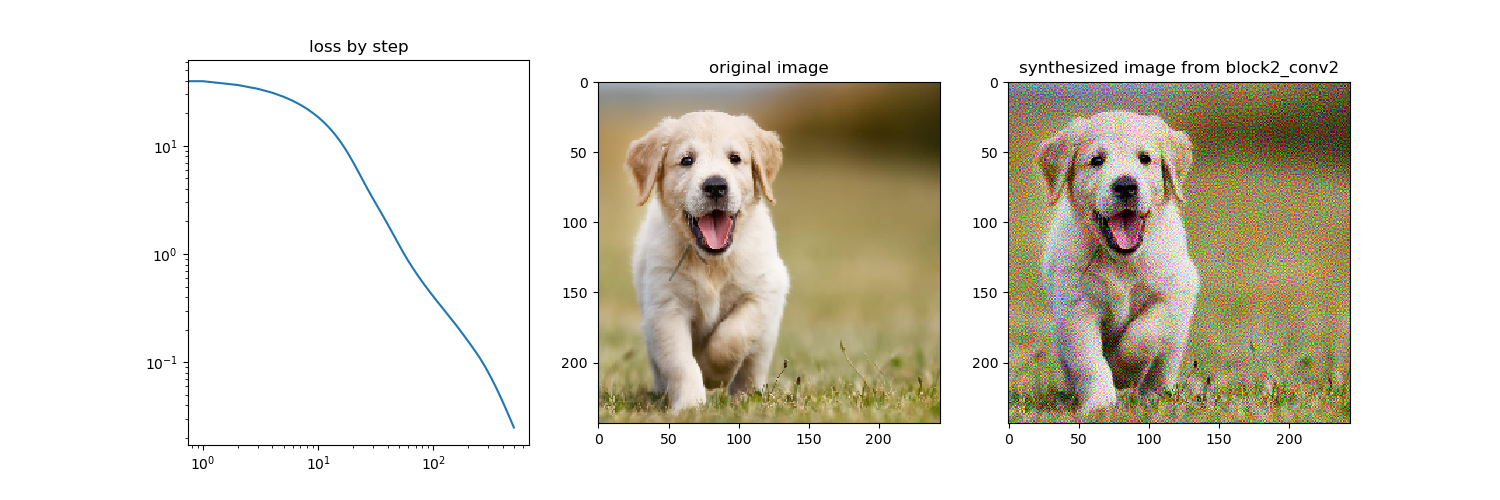 loss by step
10¹
10⁰
10⁻¹
10⁰ 10¹ 10²
original image
0
50
100
150
200
0 50 100 150 200
synthesized image from block2_conv2
0
50
100
150
200
0 50 100 150 200